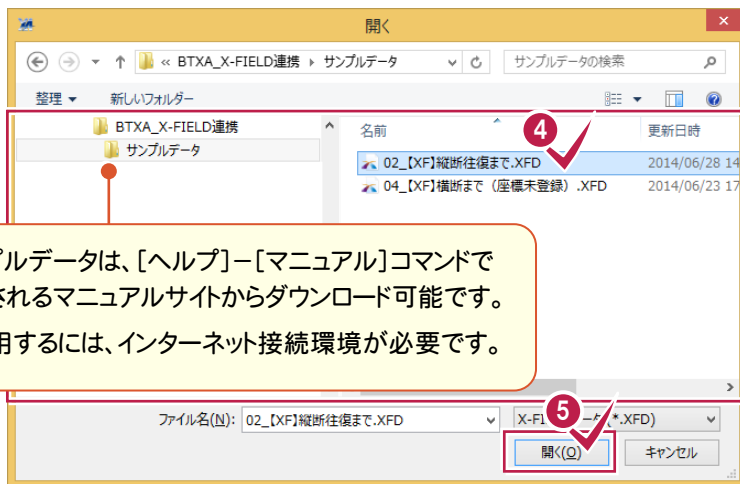 開く
« BTXA_X-FIELD連携 ▸ サンプルデータ
サンプルデータの検索
整理 ▼ 新しいフォルダー
BTXA_X-FIELD連携
サンプルデータ
名前 更新日時
4
02_【XF】縦断往復まで.XFD 2014/06/28 14
04_【XF】横断まで（座標未登録）.XFD 2014/06/23 17
プルデータは、［ヘルプ］－［マニュアル］コマンドで
されるマニュアルサイトからダウンロード可能です。
用するには、インターネット接続環境が必要です。
ファイル名(N): 02_【XF】縦断往復まで.XFD
X-FI (*.XFD)
5
開く(O) キャンセル